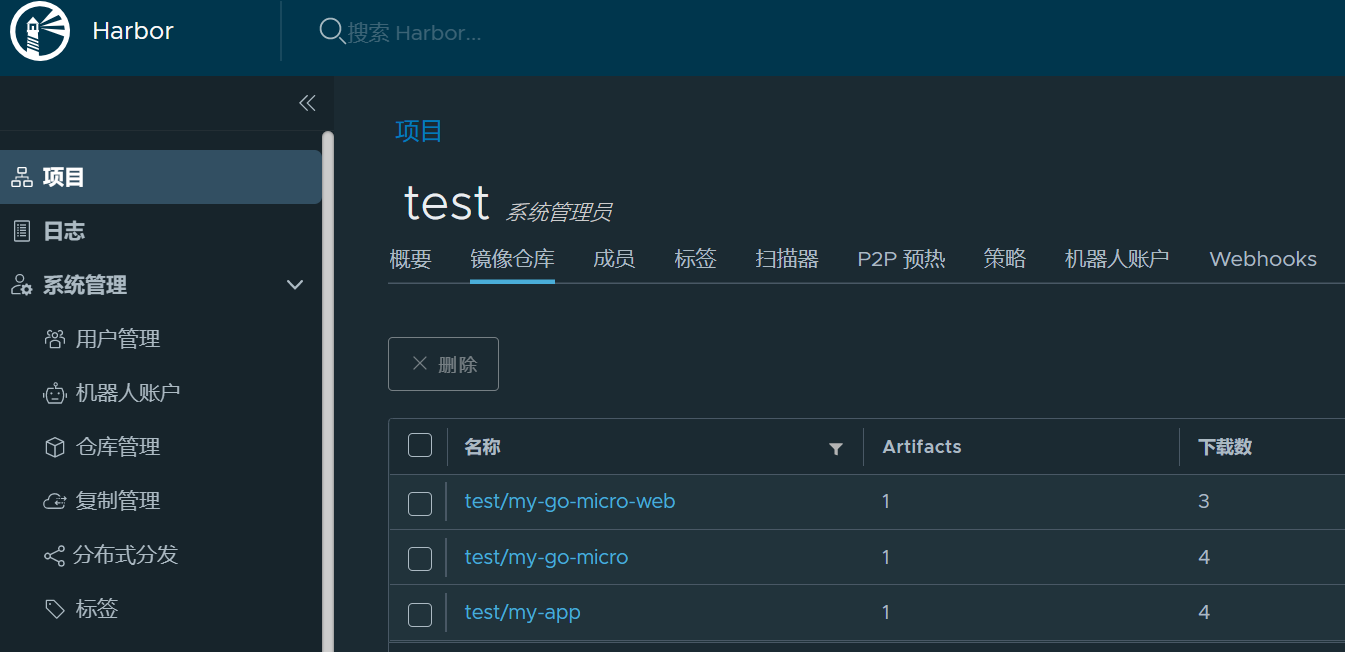 Harbor
搜索 Harbor...
项目
日志
系统管理
用户管理
机器人账户
仓库管理
复制管理
分布式分发
标签
项目
test 系统管理员
概要 镜像仓库 成员 标签 扫描器 P2P 预热 策略 机器人账户 Webhooks
删除
名称 Artifacts 下载数
test/my-go-micro-web 1 3
test/my-go-micro 1 4
test/my-app 1 4